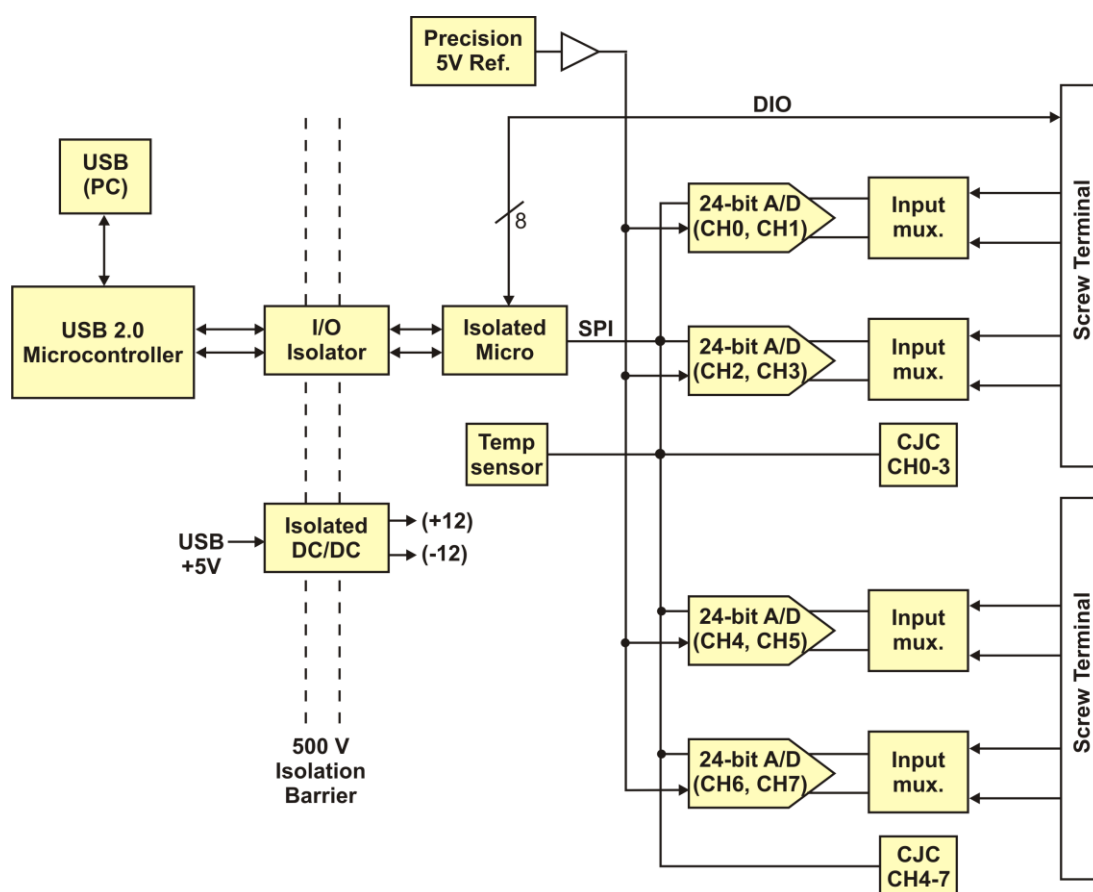 Precision
5V Ref.
DIO
USB
(PC)
8
24-bit A/D
(CH0, CH1)
Input
mux.
Screw Terminal
USB 2.0
Microcontroller
I/O
Isolator
Isolated
Micro
SPI
24-bit A/D
(CH2, CH3)
Input
mux.
Temp
sensor
CJC
CH0-3
USB
+5V
Isolated
DC/DC
(+12)
(-12)
24-bit A/D
(CH4, CH5)
Input
mux.
Screw Terminal
500 V
Isolation
Barrier
24-bit A/D
(CH6, CH7)
Input
mux.
CJC
CH4-7